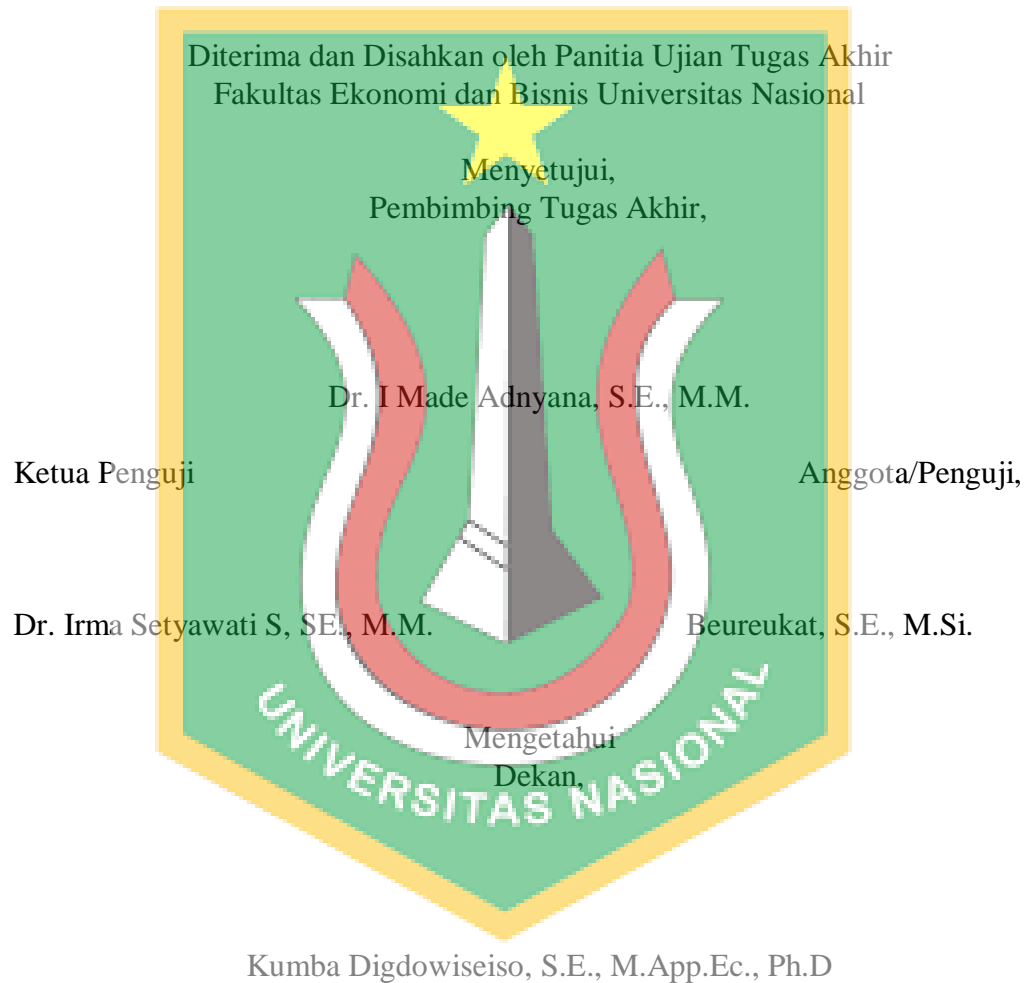 Diterima dan Disahkan oleh Panitia Ujian Tugas Akhir
Fakultas Ekonomi dan Bisnis Universitas Nasional
Menyetujui,
Pembimbing Tugas Akhir,
Dr. I Made Adnyana, S.E., M.M.
Ketua Penguji Anggota/Penguji,
Dr. Irma Setyawati S, SE., M.M. Beureukat, S.E., M.Si.
Mengetahui
Dekan,
UNIVERSITAS NASIONAL
Kumba Digdowiseiso, S.E., M.App.Ec., Ph.D